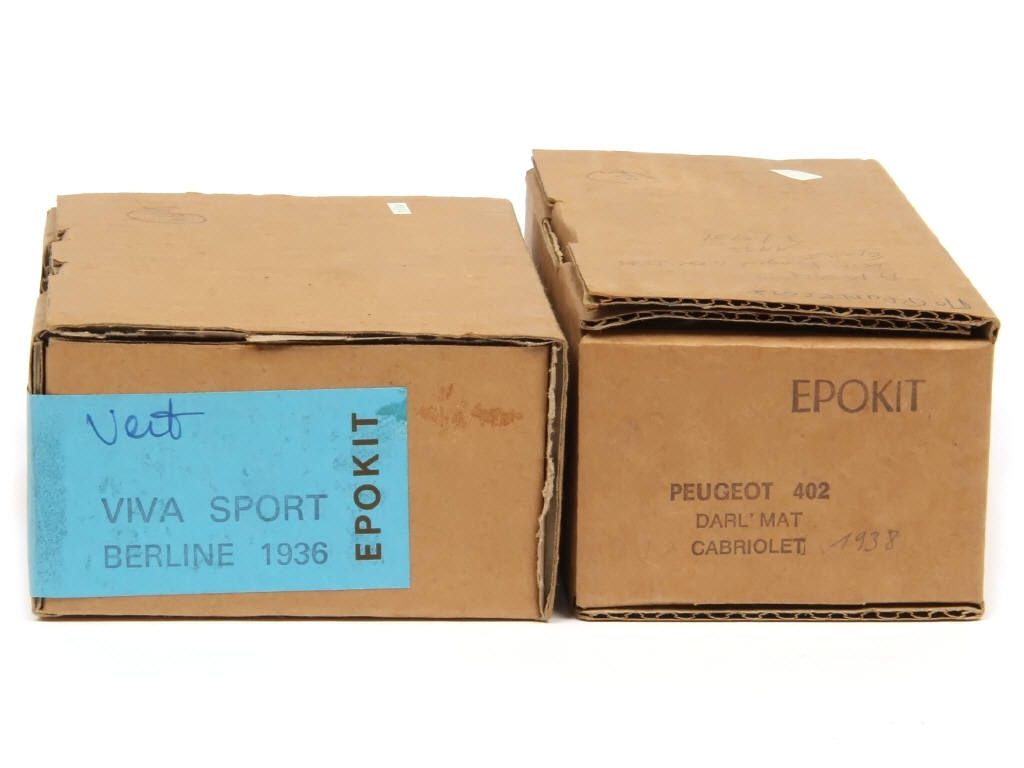 Vert
VIVA SPORT
BERLINE 1936
EPOKIT
EPOKIT
PEUGEOT 402
DARL'MAT
CABRIOLET 1938